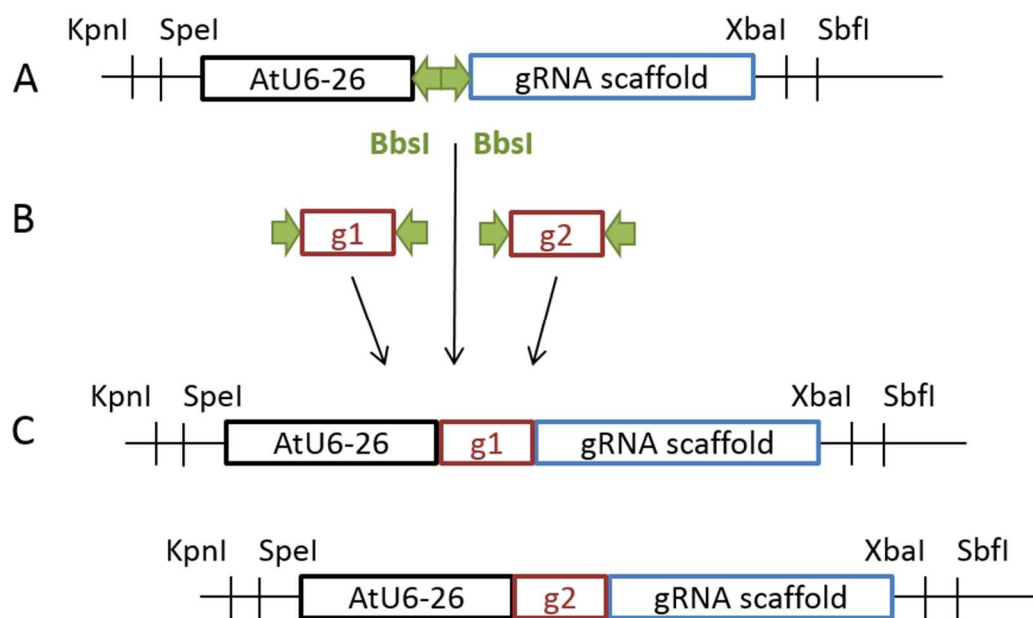 KpnI SpeI XbaI SbfI
A AtU6-26 gRNA scaffold
BbsI BbsI
B g1 g2
KpnI SpeI XbaI SbfI
C AtU6-26 g1 gRNA scaffold
KpnI SpeI XbaI SbfI
AtU6-26 g2 gRNA scaffold